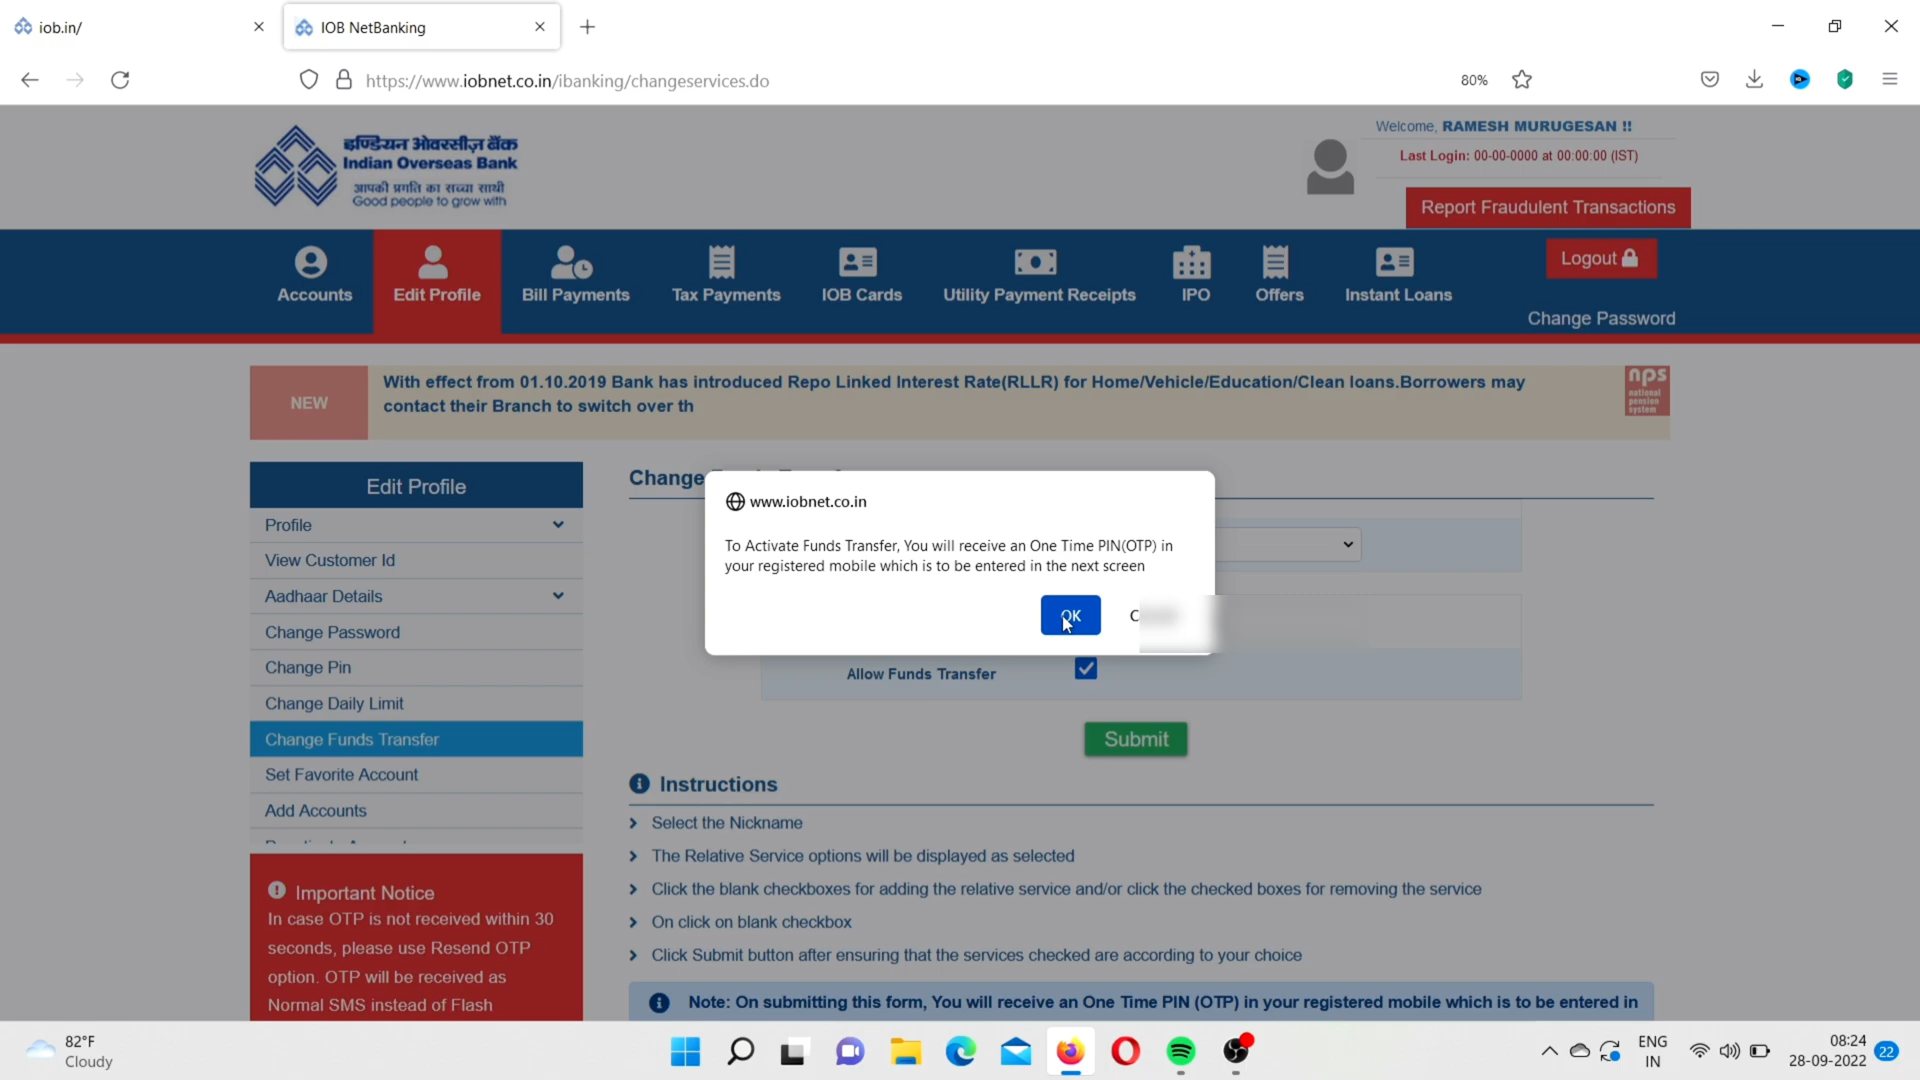 iob.in/
IOB NetBanking
https://www.iobnet.co.in/ibanking/changeservices.do
80%
इण्डियन ओवरसीज़ बैंक
Indian Overseas Bank
आपकी प्रगति का सच्चा साथी
Good people to grow with
Welcome, RAMESH MURUGESAN !!
Last Login: 00-00-0000 at 00:00:00 (IST)
Report Fraudulent Transactions
Accounts
Edit Profile
Bill Payments
Tax Payments
IOB Cards
Utility Payment Receipts
IPO
Offers
Instant Loans
Logout
Change Password
NEW
With effect from 01.10.2019 Bank has introduced Repo Linked Interest Rate(RLLR) for Home/Vehicle/Education/Clean loans.Borrowers may
contact their Branch to switch over th
nps
national
pension
system
Edit Profile
Profile
View Customer Id
Aadhaar Details
Change Password
Change Pin
Change Daily Limit
Change Funds Transfer
Set Favorite Account
Add Accounts
Important Notice
In case OTP is not received within 30
seconds, please use Resend OTP
option. OTP will be received as
Normal SMS instead of Flash
Change
www.iobnet.co.in
To Activate Funds Transfer, You will receive an One Time PIN(OTP) in
your registered mobile which is to be entered in the next screen
OK
Allow Funds Transfer
Submit
Instructions
Select the Nickname
The Relative Service options will be displayed as selected
Click the blank checkboxes for adding the relative service and/or click the checked boxes for removing the service
On click on blank checkbox
Click Submit button after ensuring that the services checked are according to your choice
Note: On submitting this form, You will receive an One Time PIN (OTP) in your registered mobile which is to be entered in
82°F
Cloudy
ENG
IN
08:24
28-09-2022
22